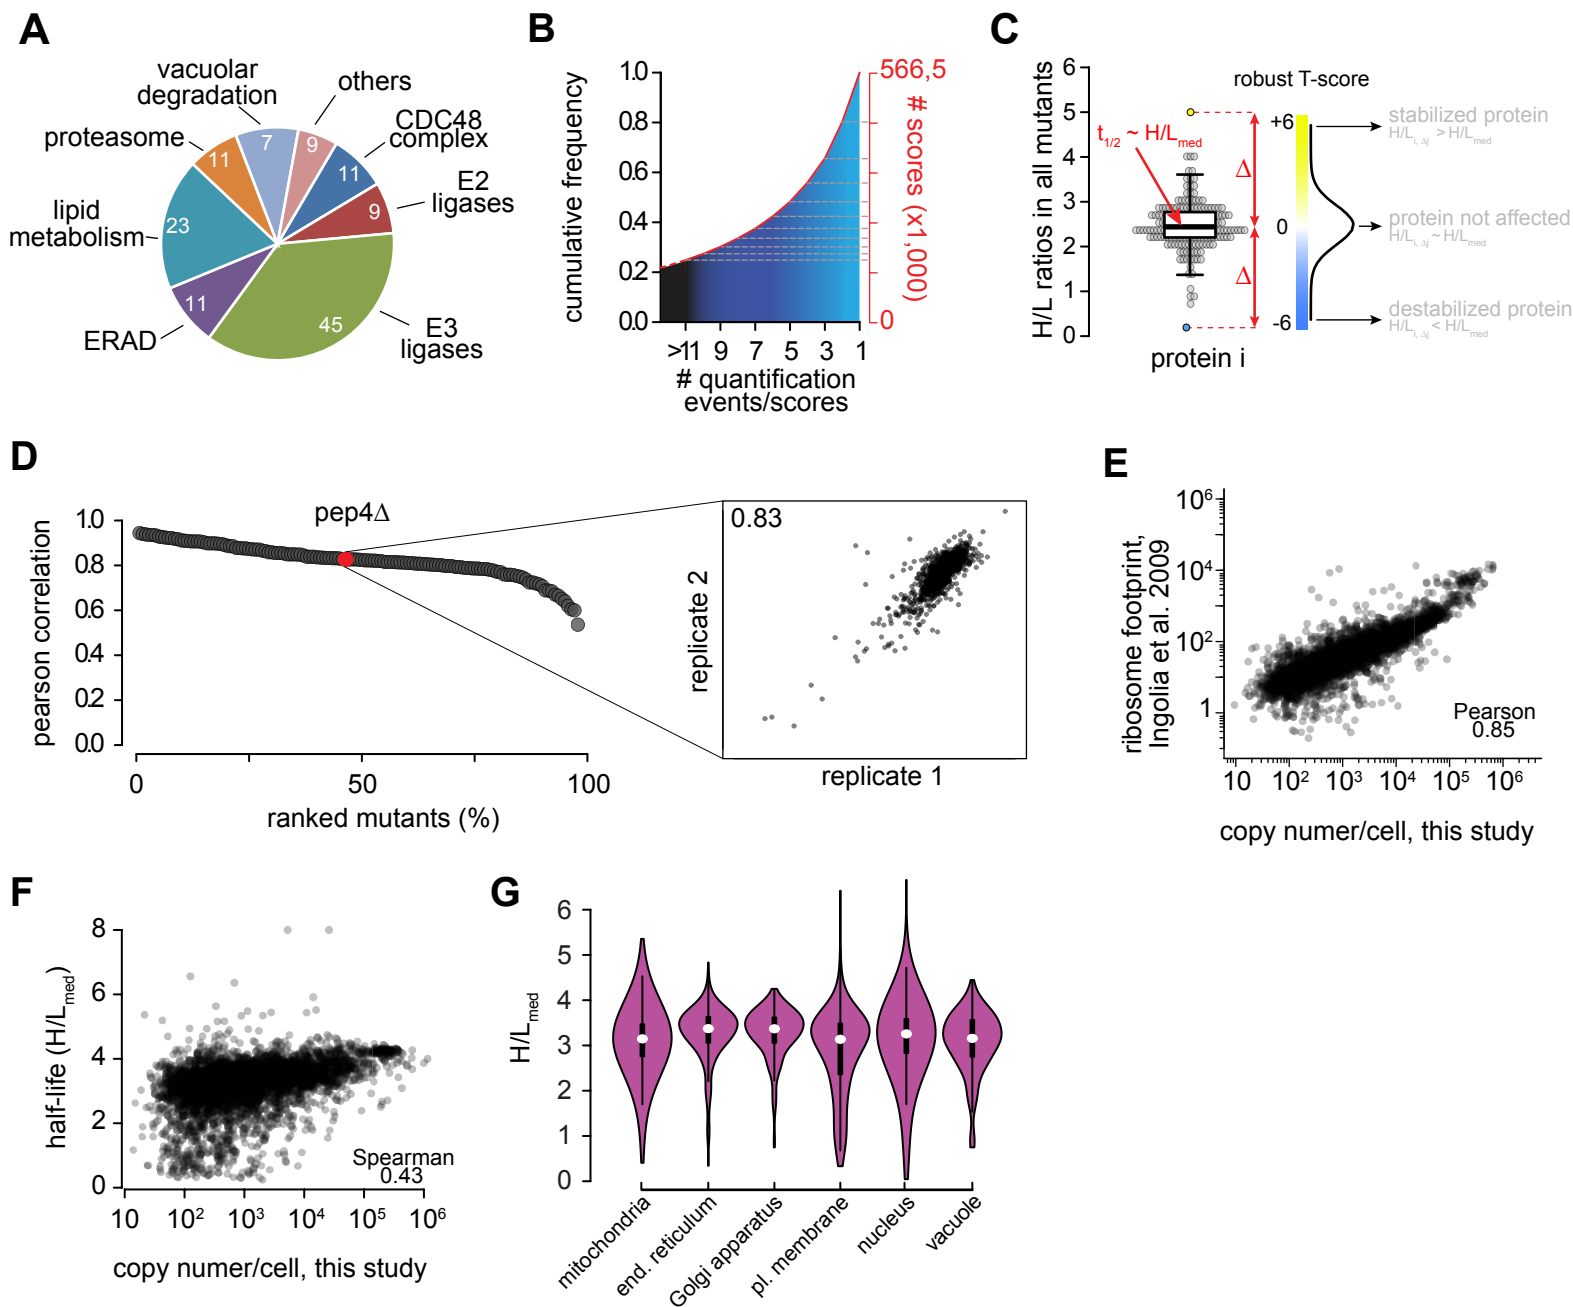 A
vacuolar
degradation
others
CDC48
complex
proteasome
E2
ligases
lipid
metabolism
ERAD
E3
ligases
7
9
11
11
9
23
11
45
B
cumulative frequency
1.0
0.8
0.6
0.4
0.2
0.0
566,5
# scores (x1,000)
0
>11 9 7 5 3 1
# quantification
events/scores
C
H/L ratios in all mutants
6
5
4
3
2
1
0
t1/2 ~ H/Lmed
Δ
Δ
protein i
robust T-score
+6
0
-6
stabilized protein
H/Li, Δj > H/Lmed
protein not affected
H/Li, Δj ~ H/Lmed
destabilized protein
H/Li, Δj < H/Lmed
D
pearson correlation
1.0
0.8
0.6
0.4
0.2
0.0
pep4Δ
0 50 100
ranked mutants (%)
0.83
replicate 2
replicate 1
E
ribosome footprint,
Ingolia et al. 2009
10^6
10^4
10^2
1
Pearson
0.85
10 10^2 10^3 10^4 10^5 10^6
copy numer/cell, this study
F
half-life (H/Lmed)
8
6
4
2
0
Spearman
0.43
10 10^2 10^3 10^4 10^5 10^6
copy numer/cell, this study
G
H/Lmed
6
5
4
3
2
1
0
mitochondria
end. reticulum
Golgi apparatus
pl. membrane
nucleus
vacuole